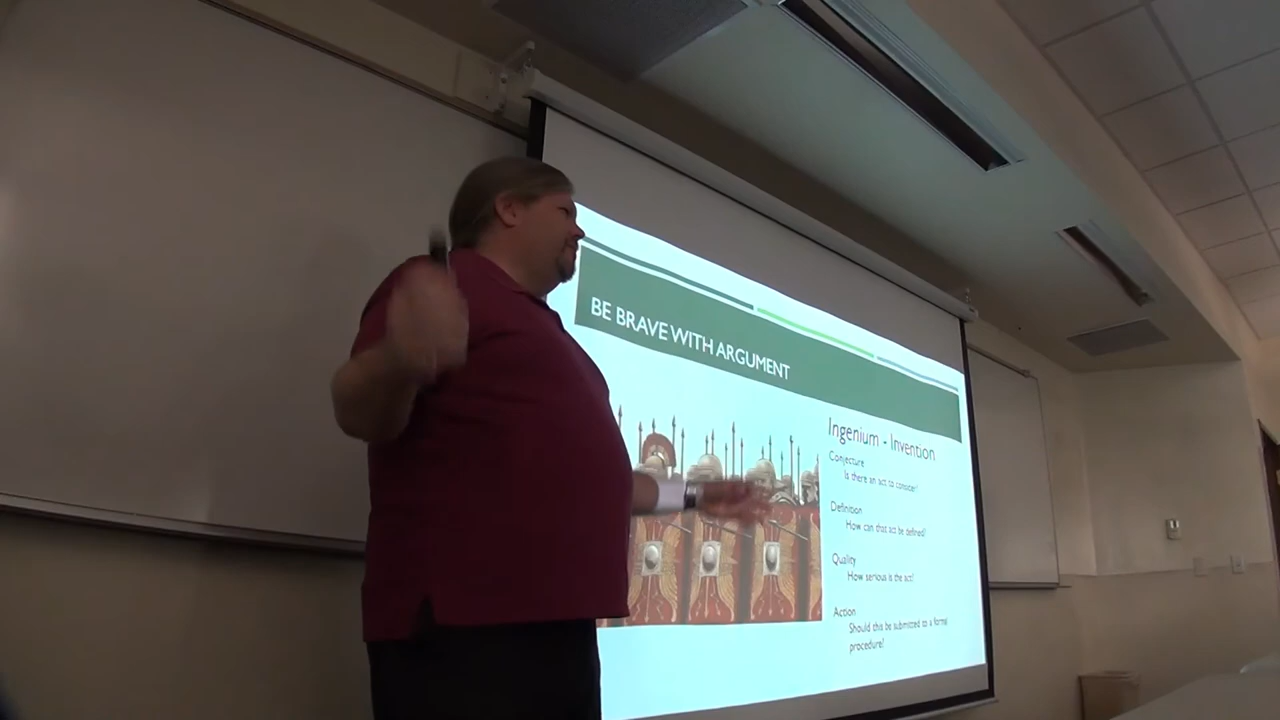 BE BRAVE WITH ARGUMENT
Ingenium - Invention
Conjecture
Is there an act to consider?
Definition
How can that act be defined?
Quality
How serious is the act?
Action
Should this be submitted to a formal
procedure?